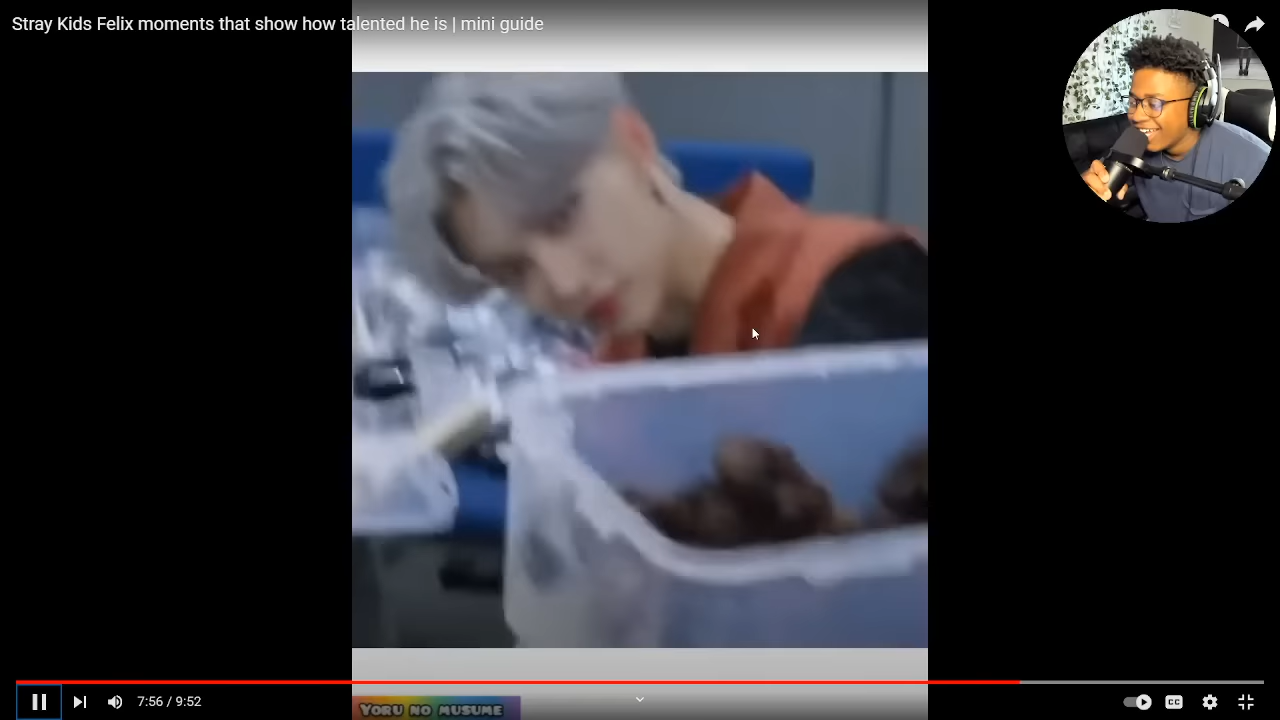 Stray Kids Felix moments that show how talented he is | mini guide
7:56 / 9:52
CC
YORU NO MUSUME